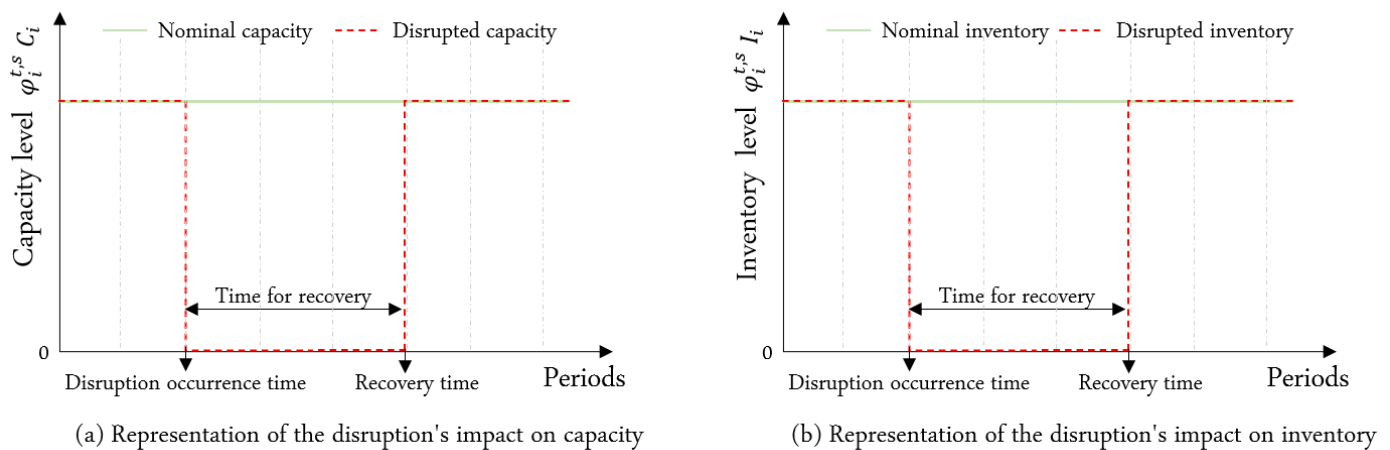 Nominal capacity
Disrupted capacity
Capacity level φ_i^{t,s} C_i
Time for recovery
0
Disruption occurrence time
Recovery time
Periods
(a) Representation of the disruption's impact on capacity
Nominal inventory
Disrupted inventory
Inventory level φ_i^{t,s} I_i
Time for recovery
0
Disruption occurrence time
Recovery time
Periods
(b) Representation of the disruption's impact on inventory